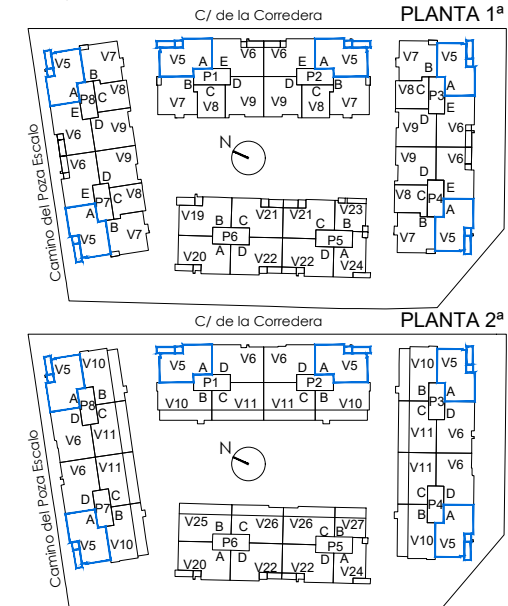 C/ de la Corredera PLANTA 1ª
V5 V7 B A P8 C V8 D E V9 V6
V6 V9 D E P7 C V8 A B V5 V7
V5 A E V6 V6 E A V5
P1 P2
B C D D C B
V7 V8 V9 V9 V8 V7
V7 V5 B A V8 C P3 E D V9 V6
V9 V6 D E V8 C P4 A B V7 V5
N
V19 B C V21 V21 C B V23
P6 P5
V20 A D V22 V22 D A V24
Camino del Poza Escalo
C/ de la Corredera PLANTA 2ª
V5 V10 A B P8 D C V6 V11
V6 V11 D C P7 A B V5 V10
V5 A D V6 V6 D A V5
P1 P2
V10 B C V11 V11 C B V10
V10 V5 B A P3 C D V11 V6
V11 V6 C D P4 B A V10 V5
N
V25 B C V26 V26 C B V27
P6 P5
V20 A D V22 V22 D A V24
Camino del Poza Escalo